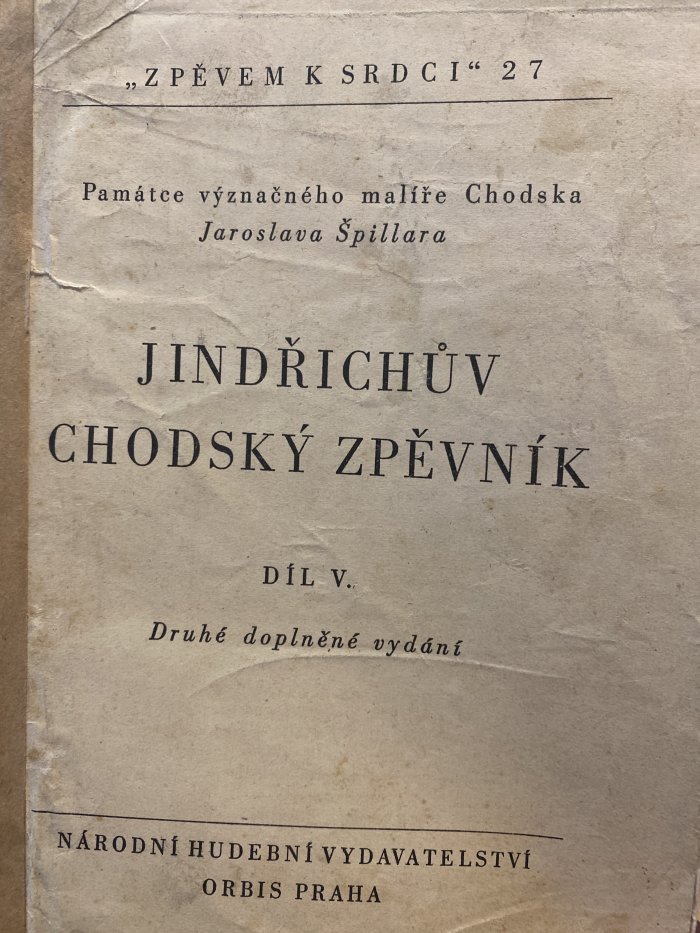 „ZPĚVEM K SRDCI“ 27
Památce význačného malíře Chodska
Jaroslava Špillara
JINDŘICHŮV
CHODSKÝ ZPĚVNÍK
DÍL V.
Druhé doplněné vydání
NÁRODNÍ HUDEBNÍ VYDAVATELSTVÍ
ORBIS PRAHA